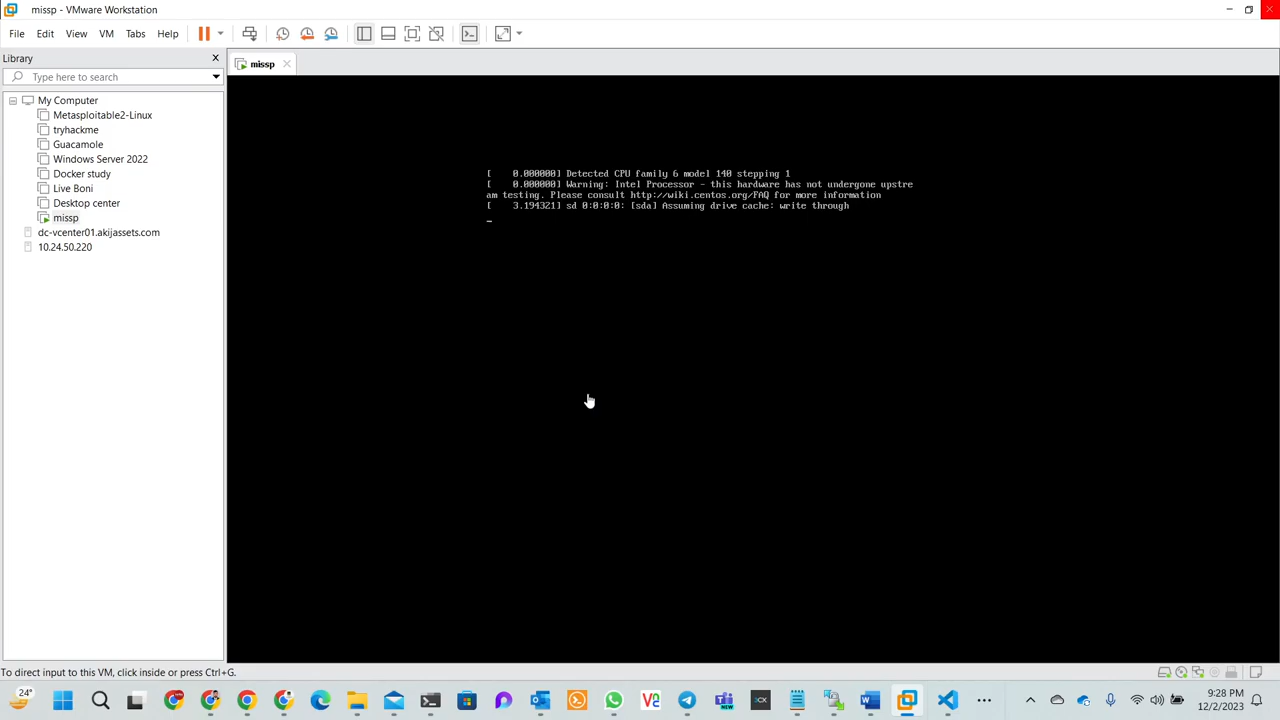 missp - VMware Workstation
File Edit View VM Tabs Help
Library
Type here to search
missp
My Computer
Metasploitable2-Linux
tryhackme
Guacamole
Windows Server 2022
Docker study
Live Boni
Desktop center
missp
dc-vcenter01.akijassets.com
10.24.50.220
[    0.000000] Detected CPU family 6 model 140 stepping 1
[    0.000000] Warning: Intel Processor - this hardware has not undergone upstre
am testing. Please consult http://wiki.centos.org/FAQ for more information
[    3.194321] sd 0:0:0:0: [sda] Assuming drive cache: write through
_
To direct input to this VM, click inside or press Ctrl+G.
24°
9:28 PM
12/2/2023